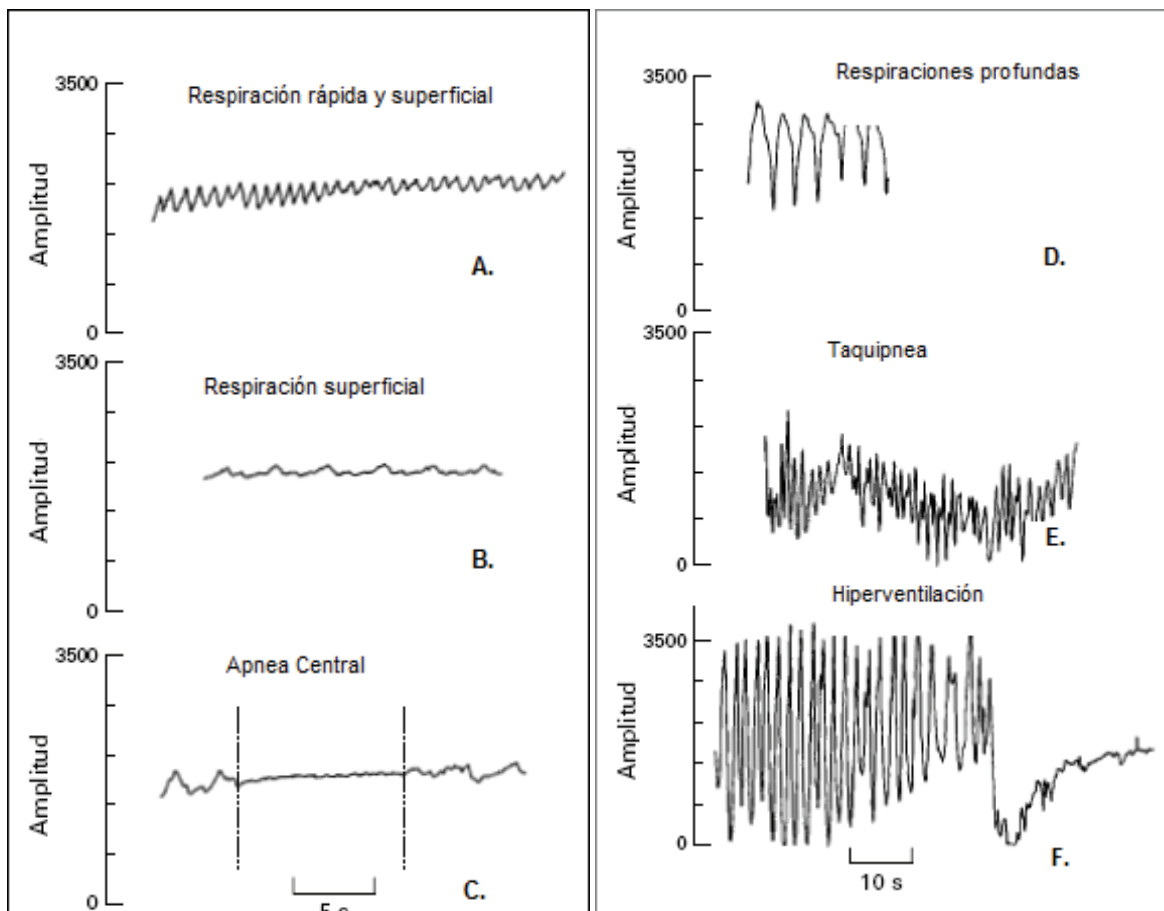 3500
Respiración rápida y superficial
Amplitud
A.
0
3500
Respiración superficial
Amplitud
B.
0
3500
Apnea Central
Amplitud
C.
0
3500
Respiraciones profundas
Amplitud
D.
0
3500
Taquipnea
Amplitud
E.
0
Hiperventilación
3500
Amplitud
0
F.
10 s